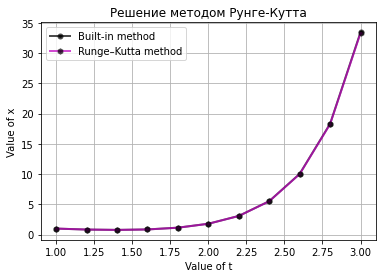 Решение методом Рунге-Кутта
Built-in method
Runge–Kutta method
Value of x
35
30
25
20
15
10
5
0
1.00 1.25 1.50 1.75 2.00 2.25 2.50 2.75 3.00
Value of t